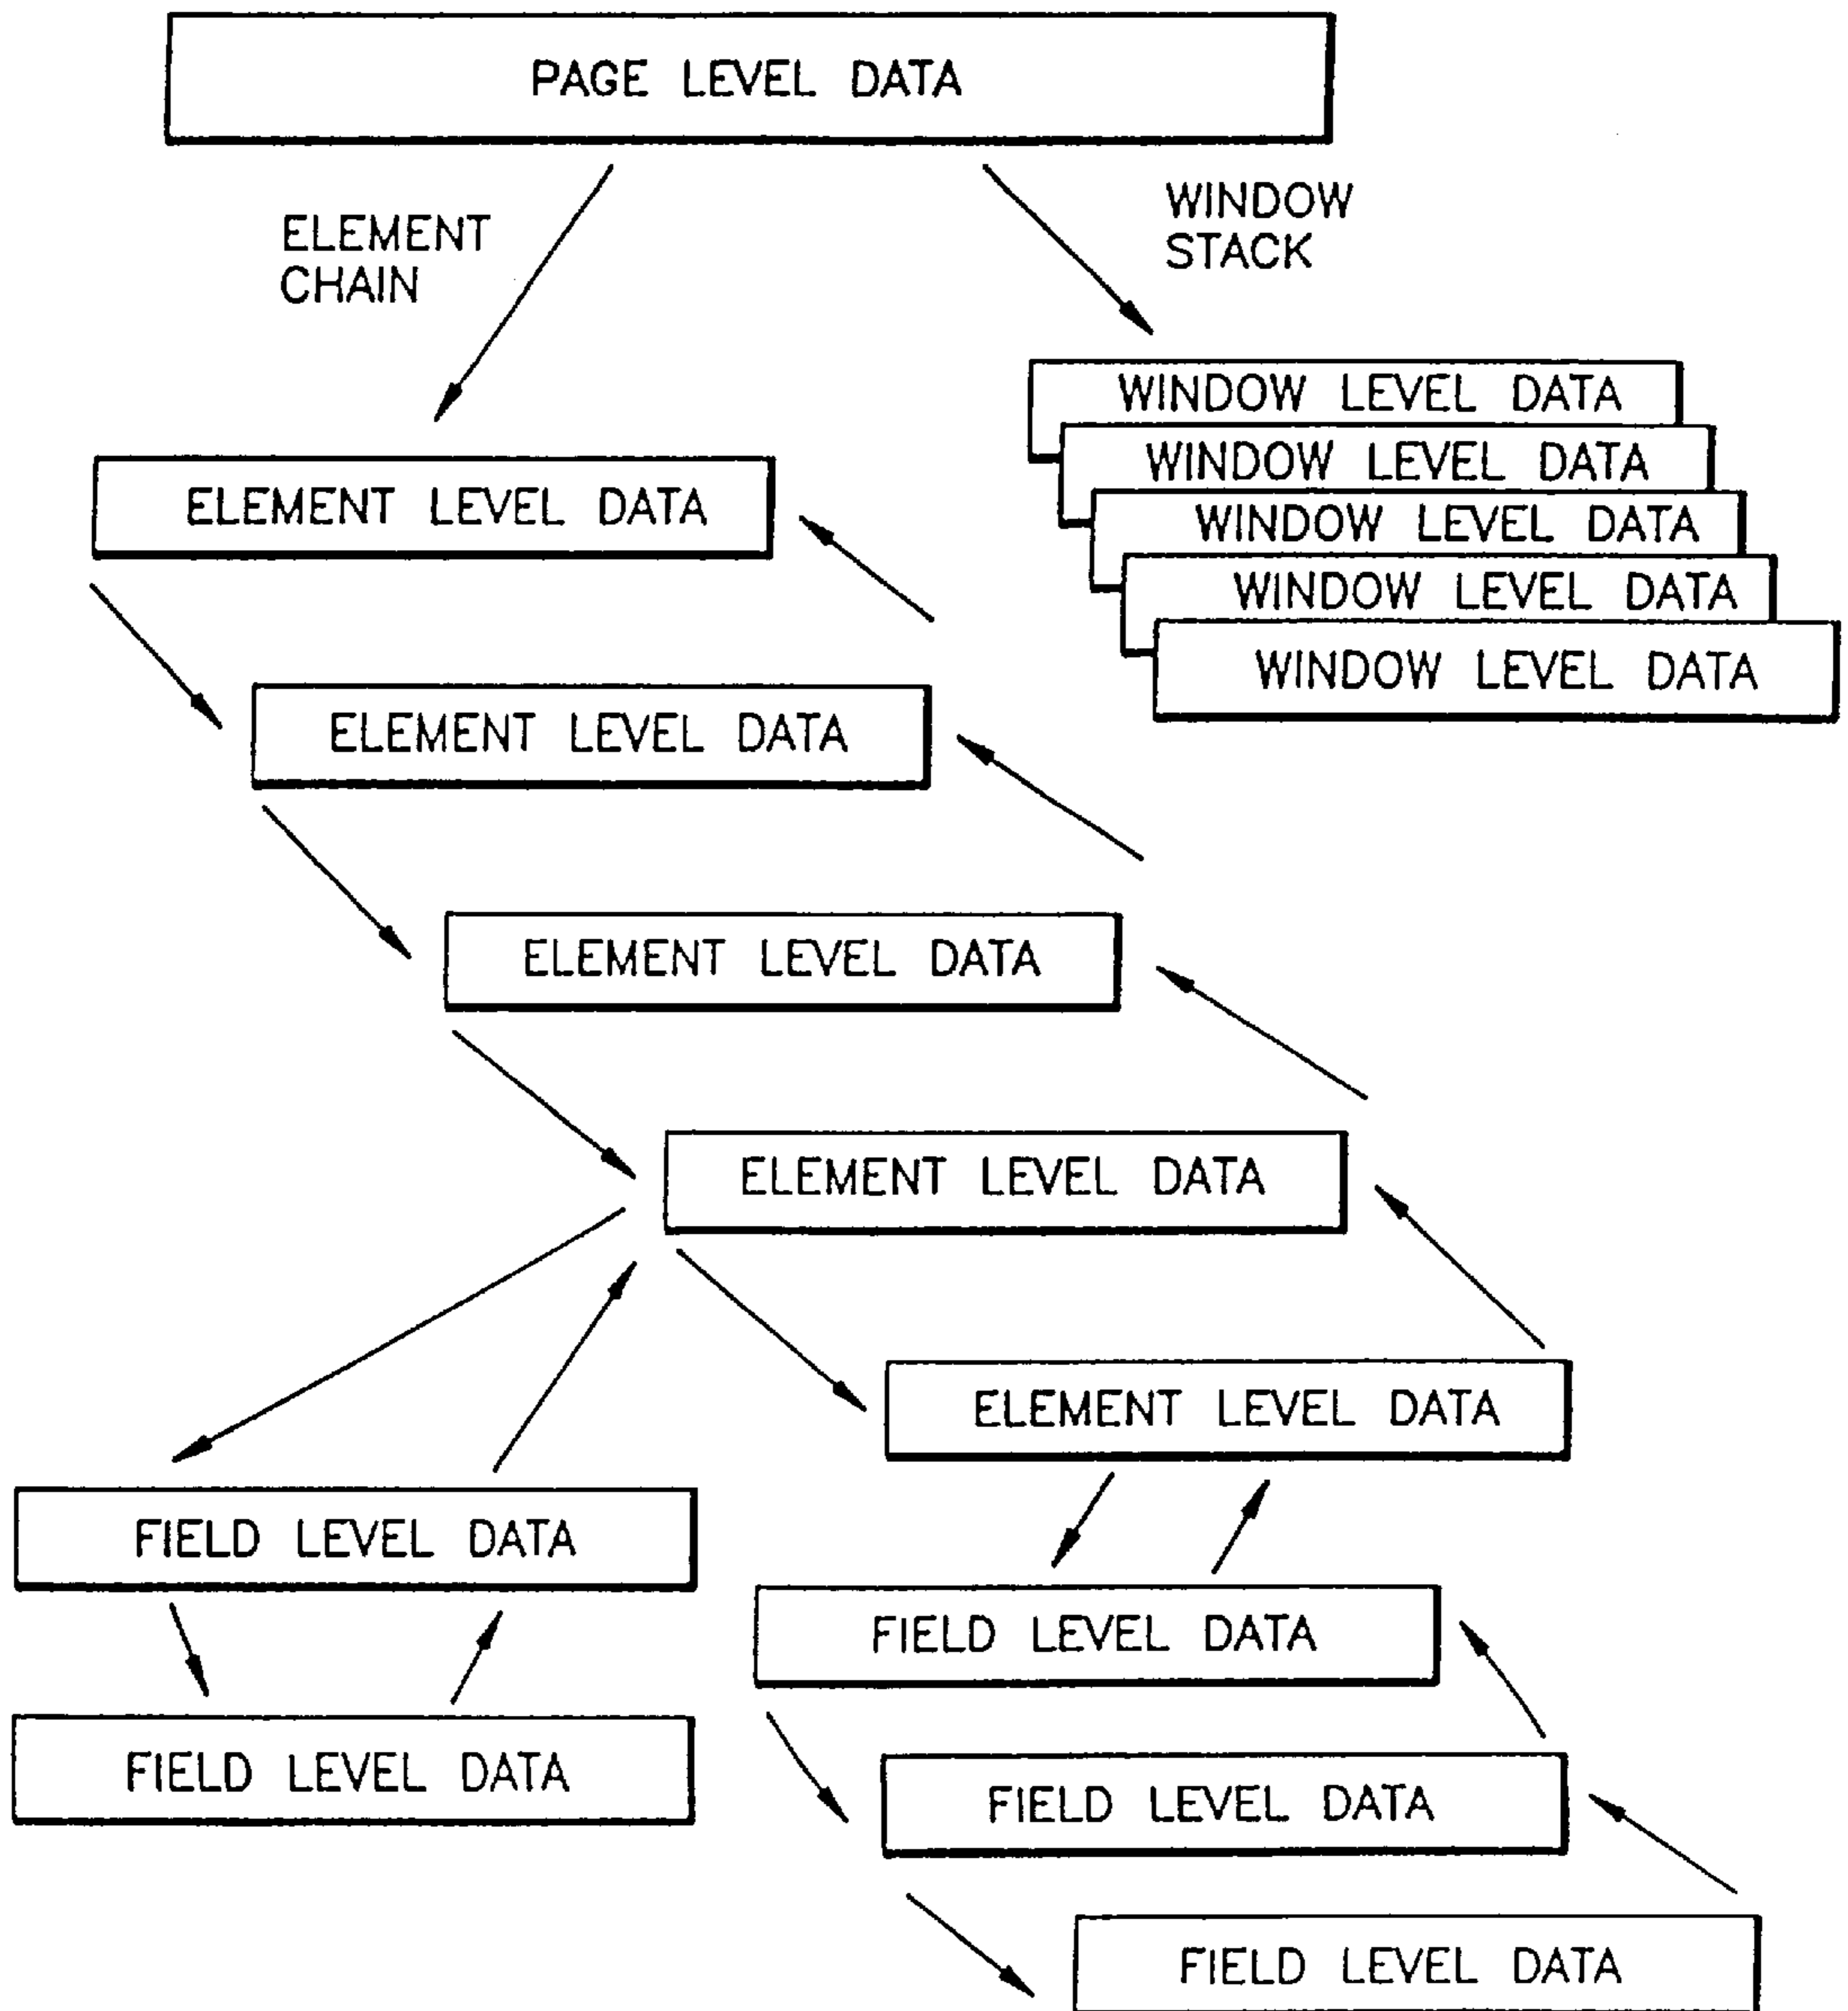 PAGE LEVEL DATA
ELEMENT
CHAIN
WINDOW
STACK
WINDOW LEVEL DATA
WINDOW LEVEL DATA
WINDOW LEVEL DATA
WINDOW LEVEL DATA
WINDOW LEVEL DATA
ELEMENT LEVEL DATA
ELEMENT LEVEL DATA
ELEMENT LEVEL DATA
ELEMENT LEVEL DATA
ELEMENT LEVEL DATA
FIELD LEVEL DATA
FIELD LEVEL DATA
FIELD LEVEL DATA
FIELD LEVEL DATA
FIELD LEVEL DATA